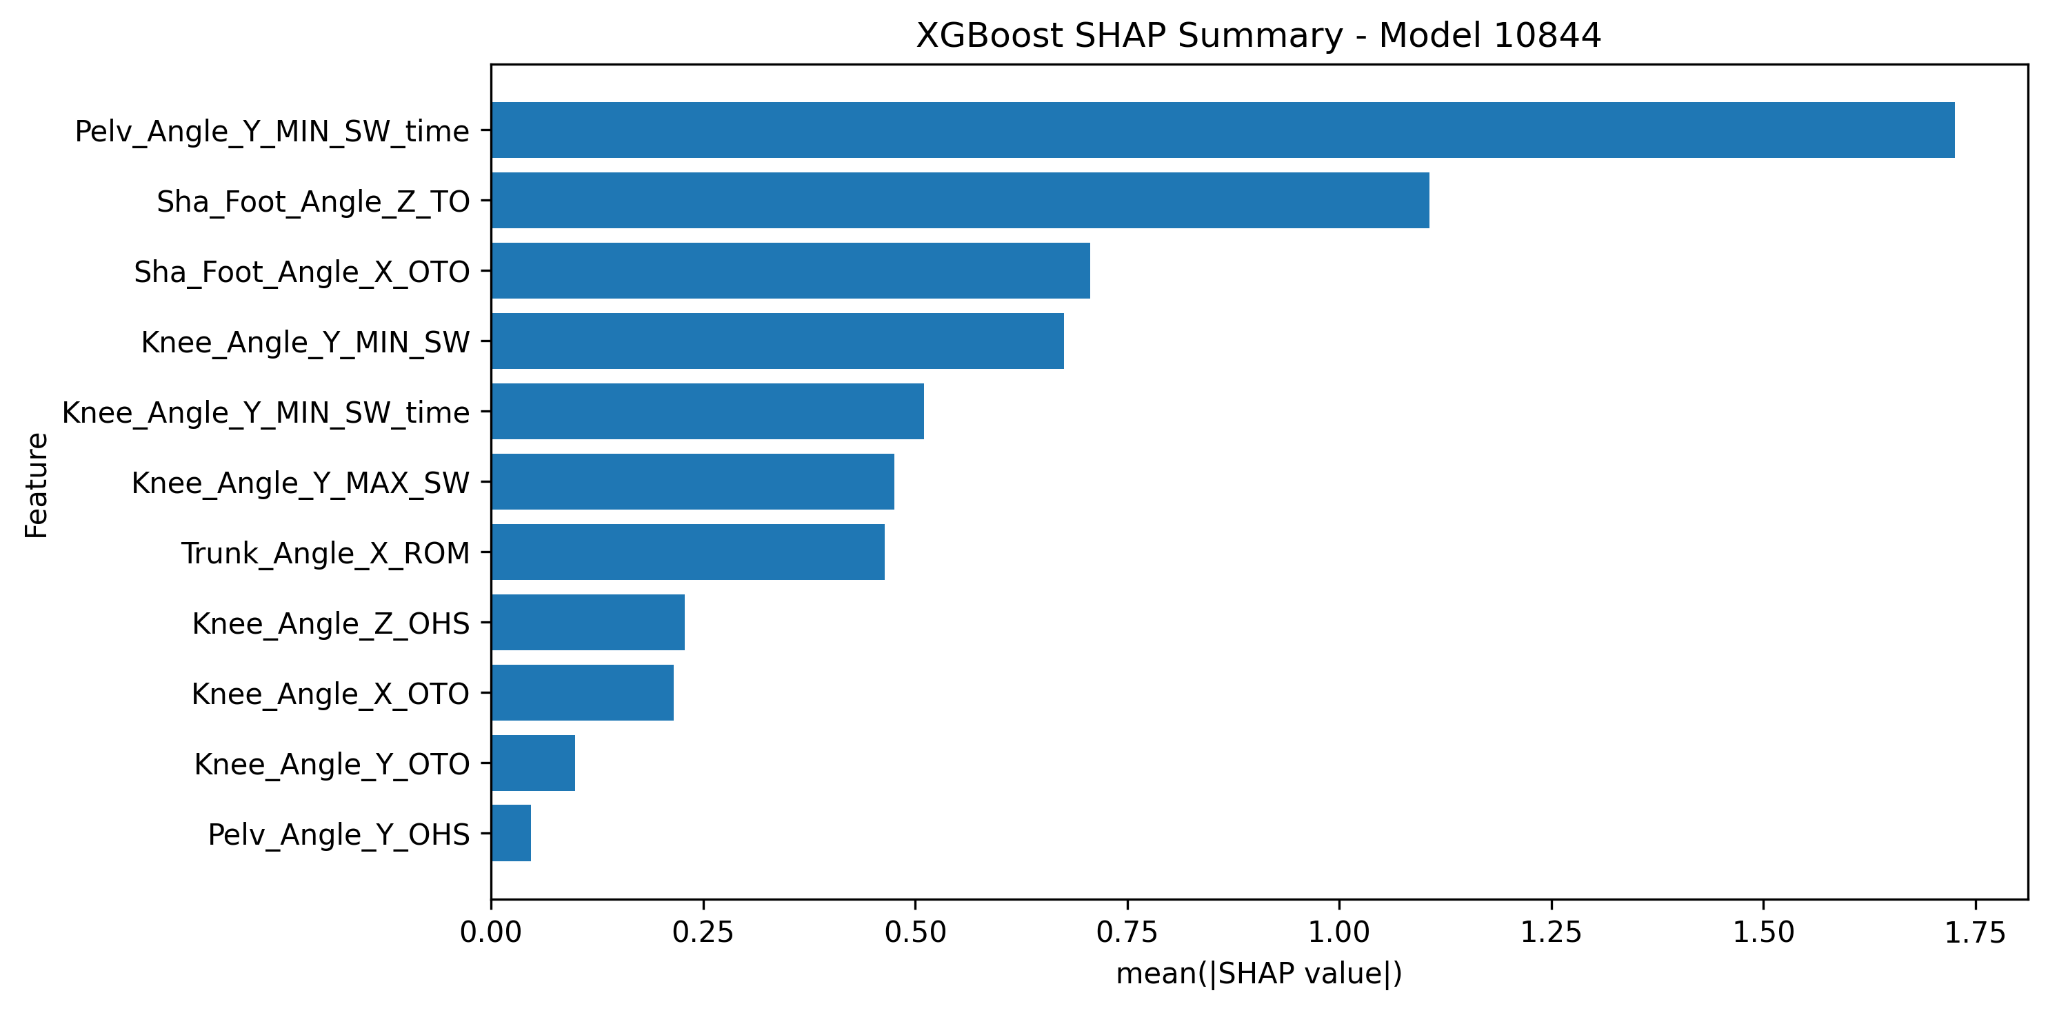 XGBoost SHAP Summary - Model 10844
Feature
Pelv_Angle_Y_MIN_SW_time
Sha_Foot_Angle_Z_TO
Sha_Foot_Angle_X_OTO
Knee_Angle_Y_MIN_SW
Knee_Angle_Y_MIN_SW_time
Knee_Angle_Y_MAX_SW
Trunk_Angle_X_ROM
Knee_Angle_Z_OHS
Knee_Angle_X_OTO
Knee_Angle_Y_OTO
Pelv_Angle_Y_OHS
0.00 0.25 0.50 0.75 1.00 1.25 1.50 1.75
mean(|SHAP value|)